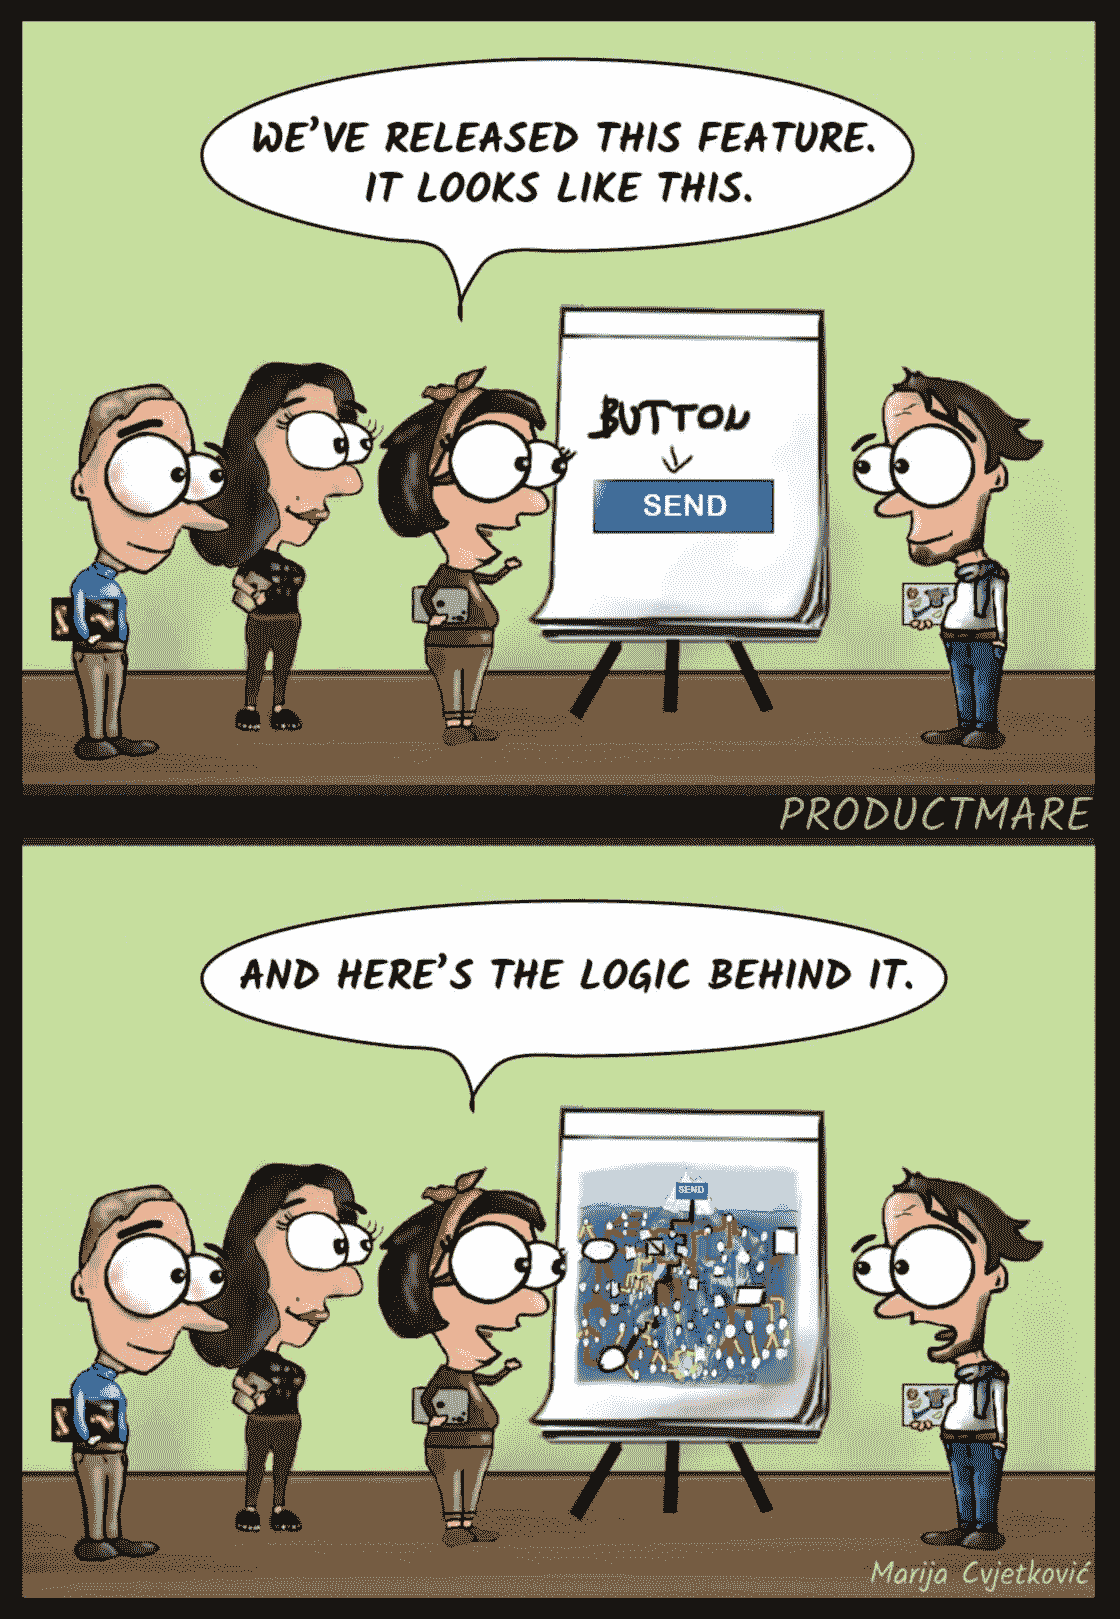 WE'VE RELEASED THIS FEATURE.
IT LOOKS LIKE THIS.
BUTTON
SEND
PRODUCTMARE
AND HERE'S THE LOGIC BEHIND IT.
SEND
Marija Cvjetković